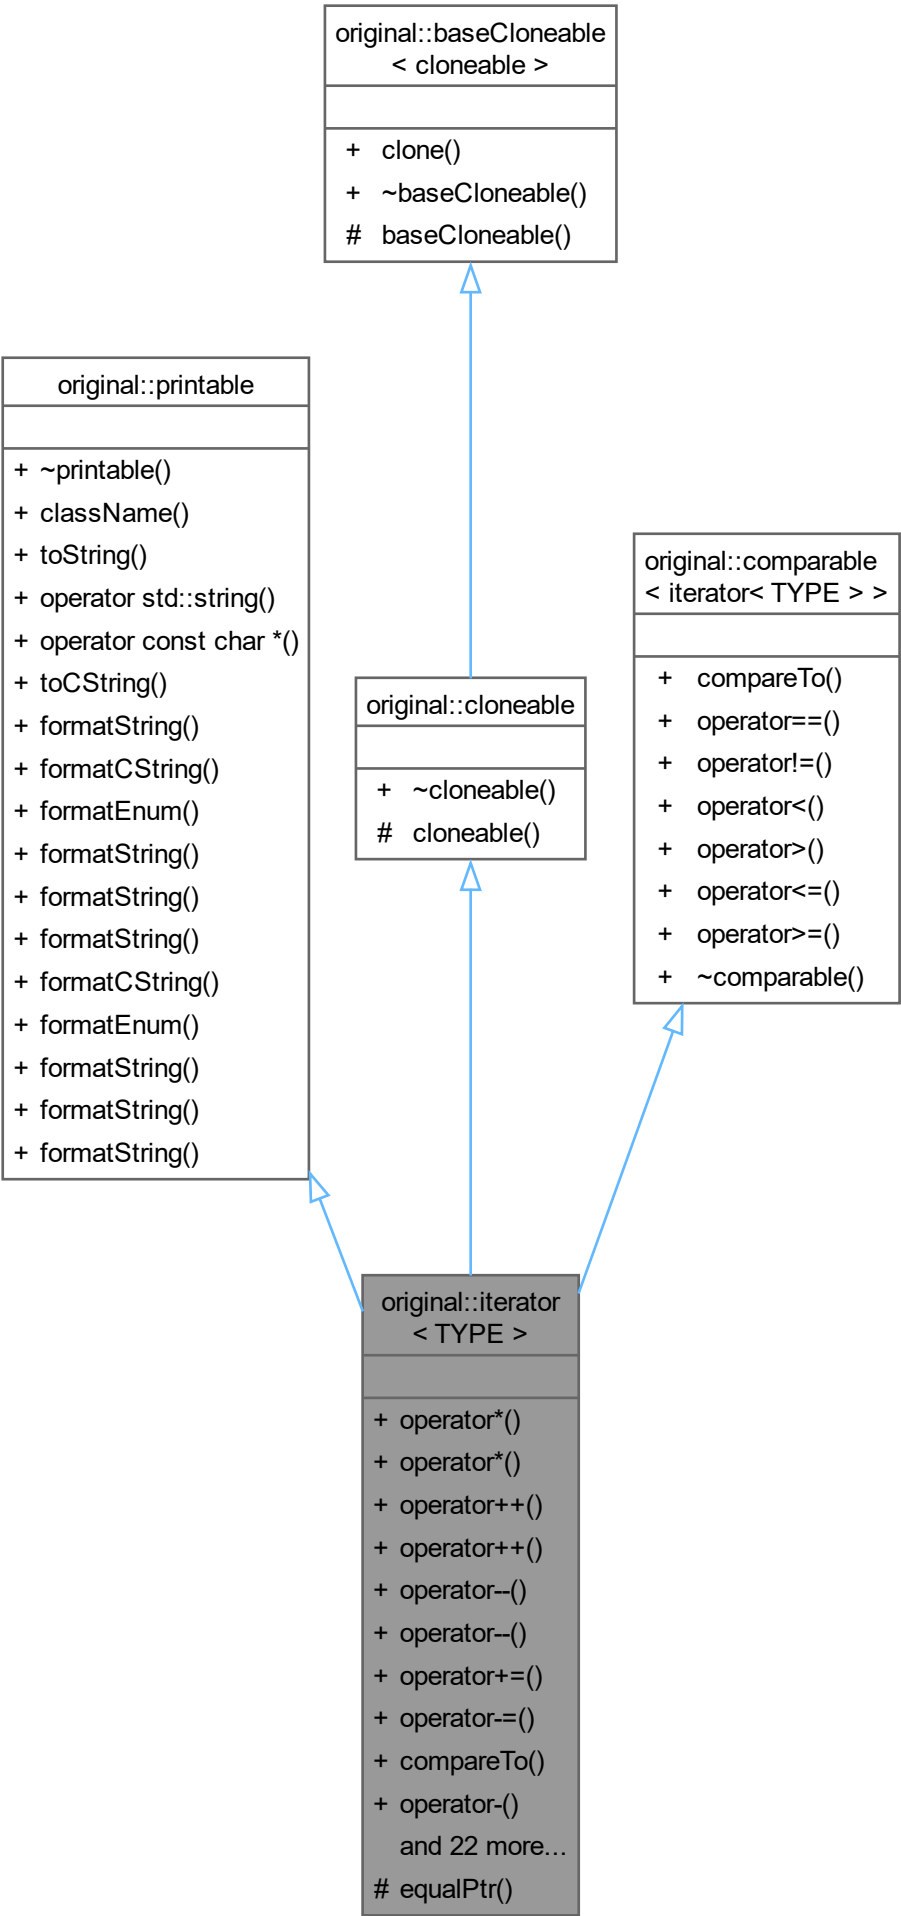 original::baseCloneable
< cloneable >
+ clone()
+ ~baseCloneable()
# baseCloneable()
original::printable
+ ~printable()
+ className()
+ toString()
+ operator std::string()
+ operator const char *()
+ toCString()
+ formatString()
+ formatCString()
+ formatEnum()
+ formatString()
+ formatString()
+ formatString()
+ formatCString()
+ formatEnum()
+ formatString()
+ formatString()
+ formatString()
original::cloneable
+ ~cloneable()
# cloneable()
original::comparable
< iterator< TYPE > >
+ compareTo()
+ operator==()
+ operator!=()
+ operator<()
+ operator>()
+ operator<=()
+ operator>=()
+ ~comparable()
original::iterator
< TYPE >
+ operator*()
+ operator*()
+ operator++()
+ operator++()
+ operator--()
+ operator--()
+ operator+=()
+ operator-=()
+ compareTo()
+ operator-()
and 22 more...
# equalPtr()